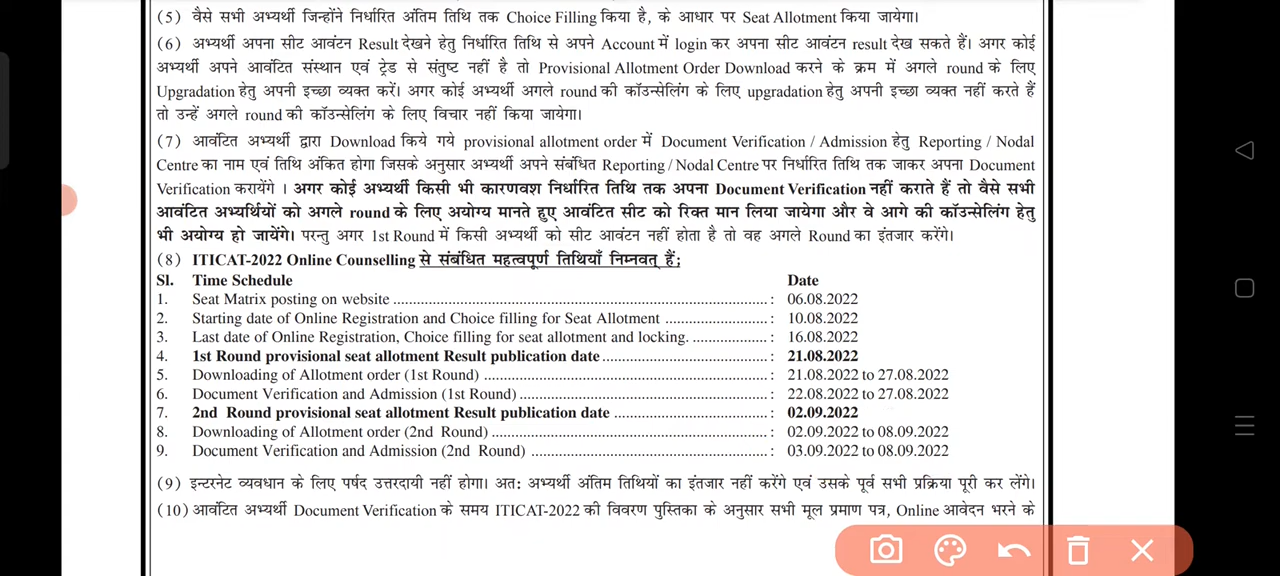 (5) वैसे सभी अभ्यर्थी जिन्होंने निर्धारित अंतिम तिथि तक Choice Filling किया है, के आधार पर Seat Allotment किया जायेगा।
(6) अभ्यर्थी अपना सीट आवंटन Result देखने हेतु निर्धारित तिथि से अपने Account में login कर अपना सीट आवंटन result देख सकते हैं। अगर कोई
अभ्यर्थी अपने आवंटित संस्थान एवं ट्रेड से संतुष्ट नहीं है तो Provisional Allotment Order Download करने के क्रम में अगले round के लिए
Upgradation हेतु अपनी इच्छा व्यक्त करें। अगर कोई अभ्यर्थी अगले round की कॉउन्सेलिंग के लिए upgradation हेतु अपनी इच्छा व्यक्त नहीं करते हैं
तो उन्हें अगले round की कॉउन्सेलिंग के लिए विचार नहीं किया जायेगा।
(7) आवंटित अभ्यर्थी द्वारा Download किये गये provisional allotment order में Document Verification / Admission हेतु Reporting / Nodal
Centre का नाम एवं तिथि अंकित होगा जिसके अनुसार अभ्यर्थी अपने संबंधित Reporting / Nodal Centre पर निर्धारित तिथि तक जाकर अपना Document
Verification करायेंगे । अगर कोई अभ्यर्थी किसी भी कारणवश निर्धारित तिथि तक अपना Document Verification नहीं कराते हैं तो वैसे सभी
आवंटित अभ्यर्थियों को अगले round के लिए अयोग्य मानते हुए आवंटित सीट को रिक्त मान लिया जायेगा और वे आगे की कॉउन्सेलिंग हेतु
भी अयोग्य हो जायेंगे। परन्तु अगर 1st Round में किसी अभ्यर्थी को सीट आवंटन नहीं होता है तो वह अगले Round का इंतजार करेंगे।
(8) ITICAT-2022 Online Counselling से संबंधित महत्वपूर्ण तिथियाँ निम्नवत् हैं;
Sl. Time Schedule Date
1. Seat Matrix posting on website : 06.08.2022
2. Starting date of Online Registration and Choice filling for Seat Allotment : 10.08.2022
3. Last date of Online Registration, Choice filling for seat allotment and locking. : 16.08.2022
4. 1st Round provisional seat allotment Result publication date : 21.08.2022
5. Downloading of Allotment order (1st Round) : 21.08.2022 to 27.08.2022
6. Document Verification and Admission (1st Round) : 22.08.2022 to 27.08.2022
7. 2nd Round provisional seat allotment Result publication date : 02.09.2022
8. Downloading of Allotment order (2nd Round) : 02.09.2022 to 08.09.2022
9. Document Verification and Admission (2nd Round) : 03.09.2022 to 08.09.2022
(9) इन्टरनेट व्यवधान के लिए पर्षद उत्तरदायी नहीं होगा। अतः अभ्यर्थी अंतिम तिथियों का इंतजार नहीं करेंगे एवं उसके पूर्व सभी प्रक्रिया पूरी कर लेंगे।
(10) आवंटित अभ्यर्थी Document Verification के समय ITICAT-2022 की विवरण पुस्तिका के अनुसार सभी मूल प्रमाण पत्र, Online आवेदन भरने के